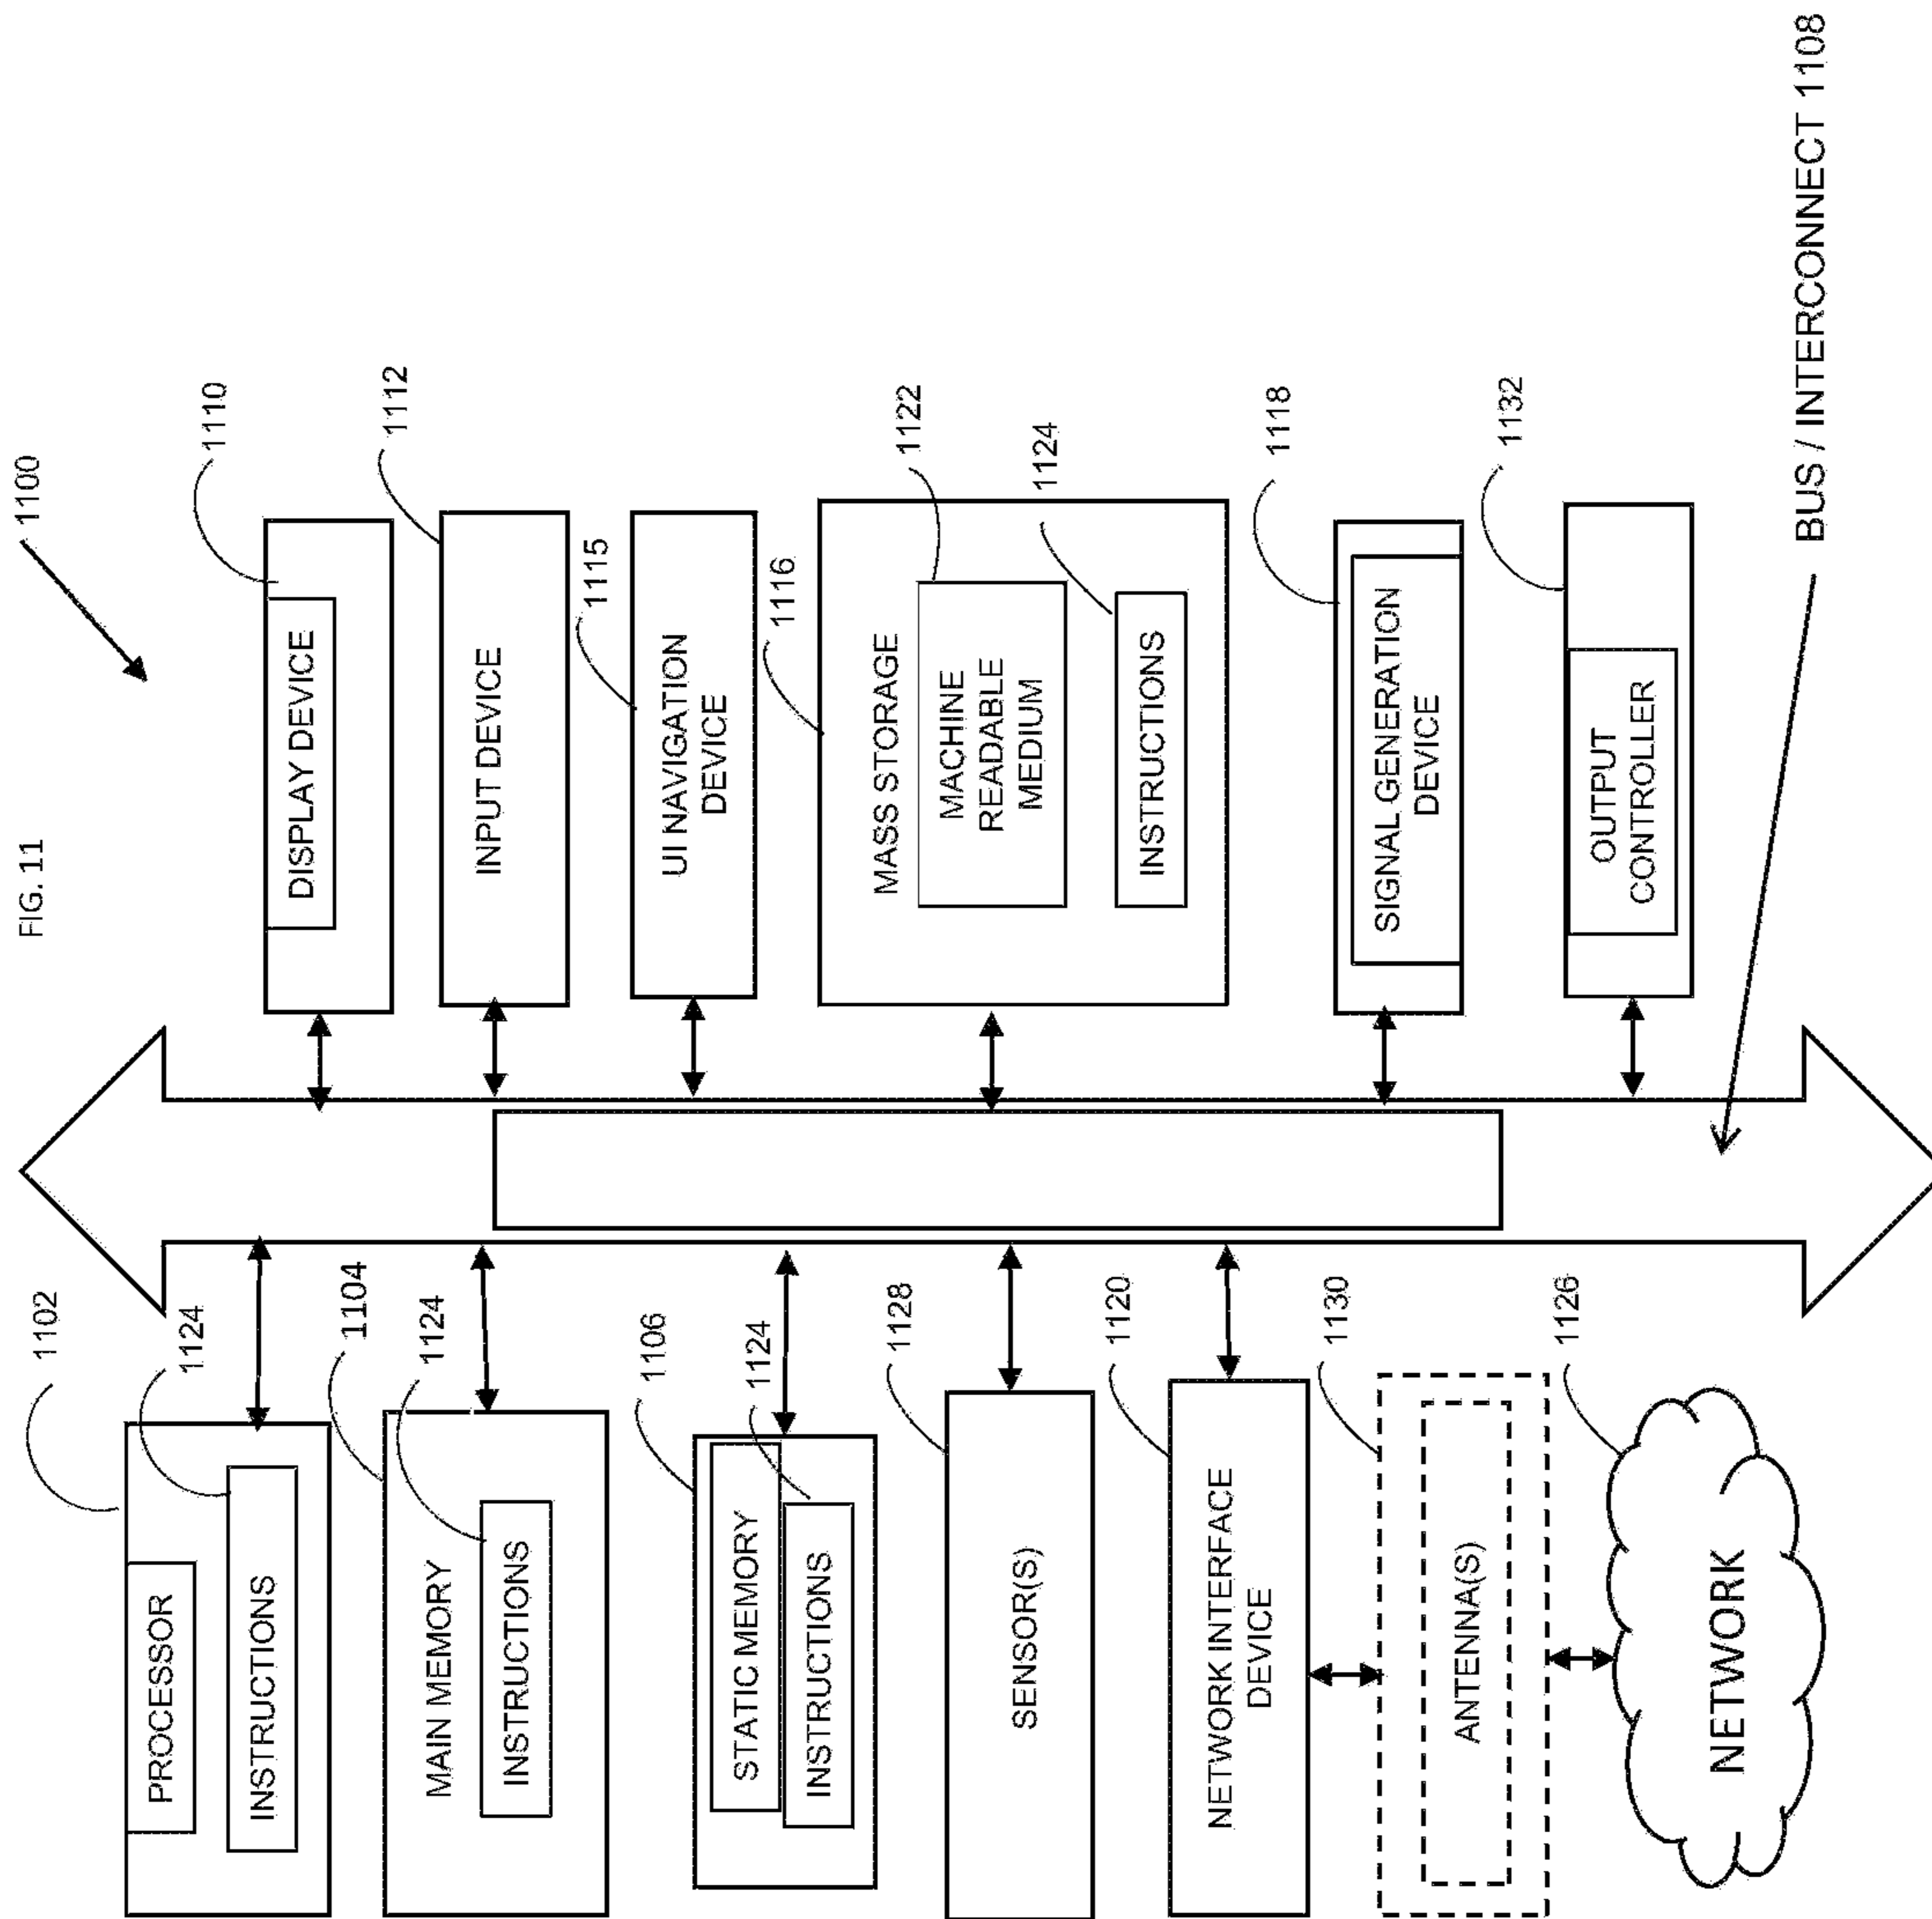 FIG. 11
1100
PROCESSOR
INSTRUCTIONS
1102
1124
MAIN MEMORY
INSTRUCTIONS
1104
1124
STATIC MEMORY
INSTRUCTIONS
1106
1124
SENSOR(S)
1128
NETWORK INTERFACE
DEVICE
1120
ANTENNA(S)
1130
NETWORK
1126
DISPLAY DEVICE
1110
INPUT DEVICE
1112
UI NAVIGATION
DEVICE
1115
MASS STORAGE
1116
MACHINE
READABLE
MEDIUM
1122
INSTRUCTIONS
1124
SIGNAL GENERATION
DEVICE
1118
OUTPUT
CONTROLLER
1132
BUS / INTERCONNECT 1108